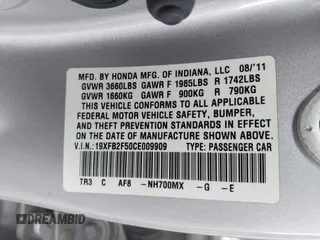 MFD. BY HONDA MFG. OF INDIANA, LLC 08/'11
GVWR 3660LBS GAWR F 1985LBS R 1742LBS
GVWR 1660KG GAWR F 900KG R 790KG
THIS VEHICLE CONFORMS TO ALL APPLICABLE
FEDERAL MOTOR VEHICLE SAFETY, BUMPER,
AND THEFT PREVENTION STANDARDS IN EFFECT
ON THE DATE OF MANUFACTURE SHOWN ABOVE.
V.I.N.: 19XFB2F50CE009909 TYPE: PASSENGER CAR
TR3 C AF8 -NH700MX -G -E
DREAMBID